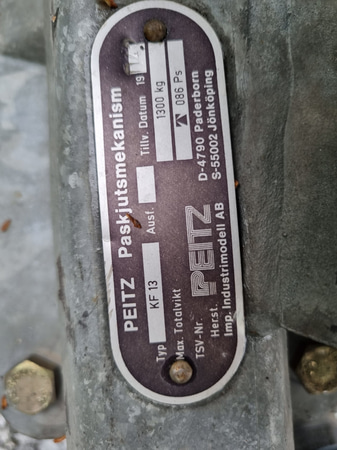 PEITZ Paskjutsmekanism
Typ KF 13 Ausf. Tillv. Datum 19
Max. Totalvikt 1300 kg
TSV-Nr 086 Ps
Herst. PEITZ D-4790 Paderborn
Imp. Industrimodell AB S-55002 Jönköping